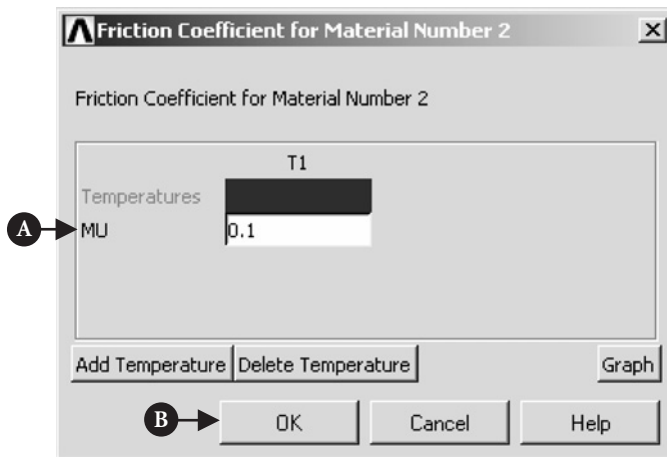 Friction Coefficient for Material Number 2
Friction Coefficient for Material Number 2
T1
Temperatures
A MU 0.1
Add Temperature Delete Temperature Graph
B OK Cancel Help